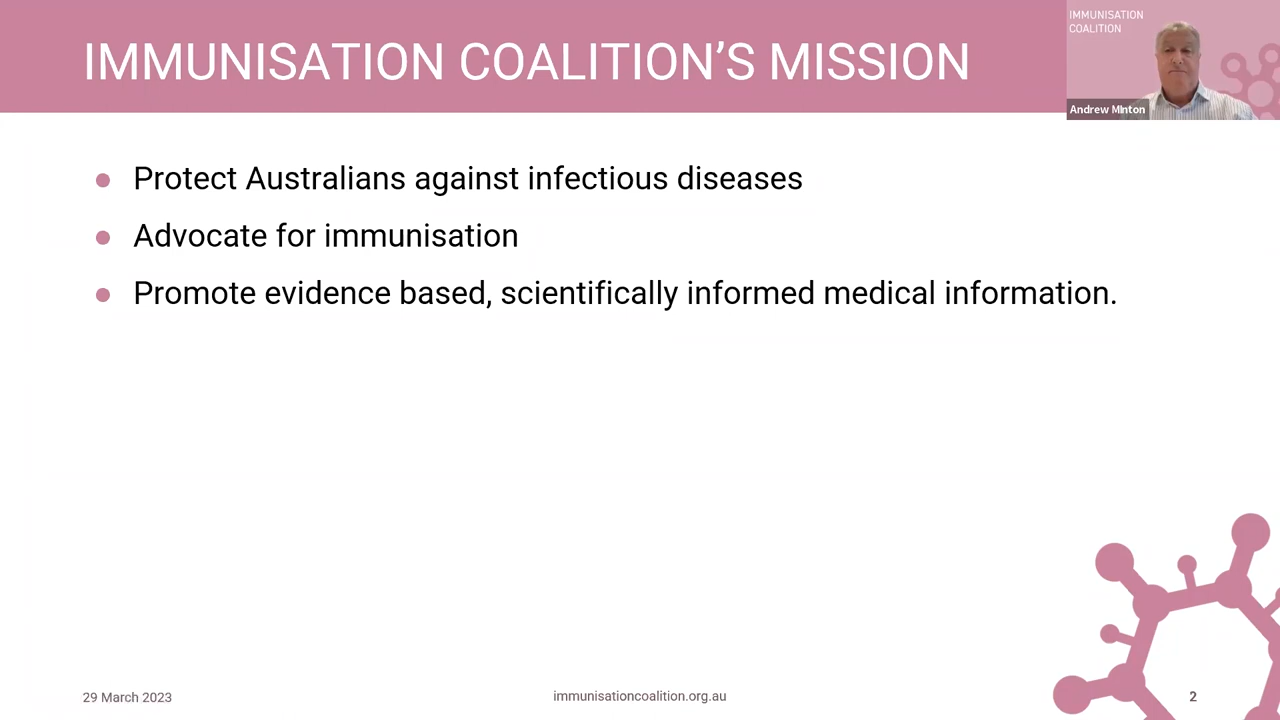 IMMUNISATION COALITION’S MISSION
IMMUNISATION
COALITION
Andrew Minton
Protect Australians against infectious diseases
Advocate for immunisation
Promote evidence based, scientifically informed medical information.
29 March 2023
immunisationcoalition.org.au
2